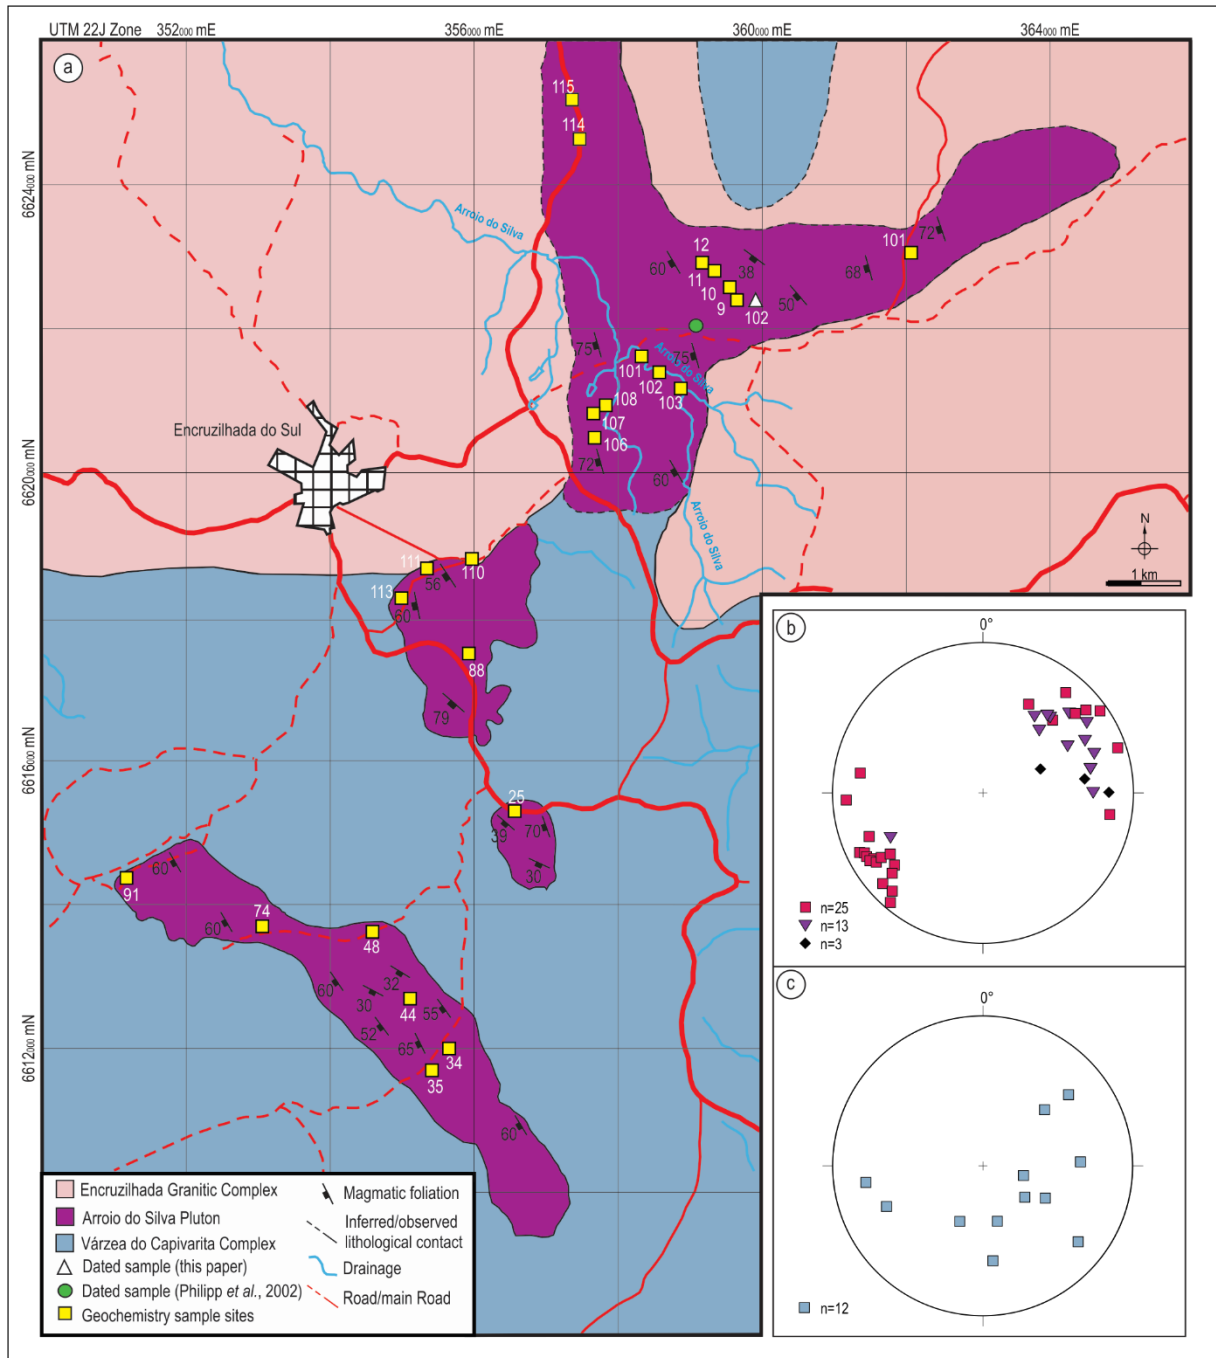 UTM 22J Zone
352000 mE
356000 mE
360000 mE
364000 mE
a
115
114
6624000 mN
Arroio do Silva
12
11
10
9
60
38
50
68
72
101
102
75
101
102
75
Arroio do Silva
103
108
107
106
72
60
Encruzilhada do Sul
6620000 mN
Arroio do Silva
N
1 km
111
110
56
113
60
88
79
6616000 mN
25
39
70
30
60
91
74
60
48
32
60
30
44
55
52
65
34
35
6612000 mN
60
Encruzilhada Granitic Complex
Arroio do Silva Pluton
Várzea do Capivarita Complex
Dated sample (this paper)
Dated sample (Philipp et al., 2002)
Geochemistry sample sites
Magmatic foliation
Inferred/observed
lithological contact
Drainage
Road/main Road
b
0°
n=25
n=13
n=3
c
0°
n=12